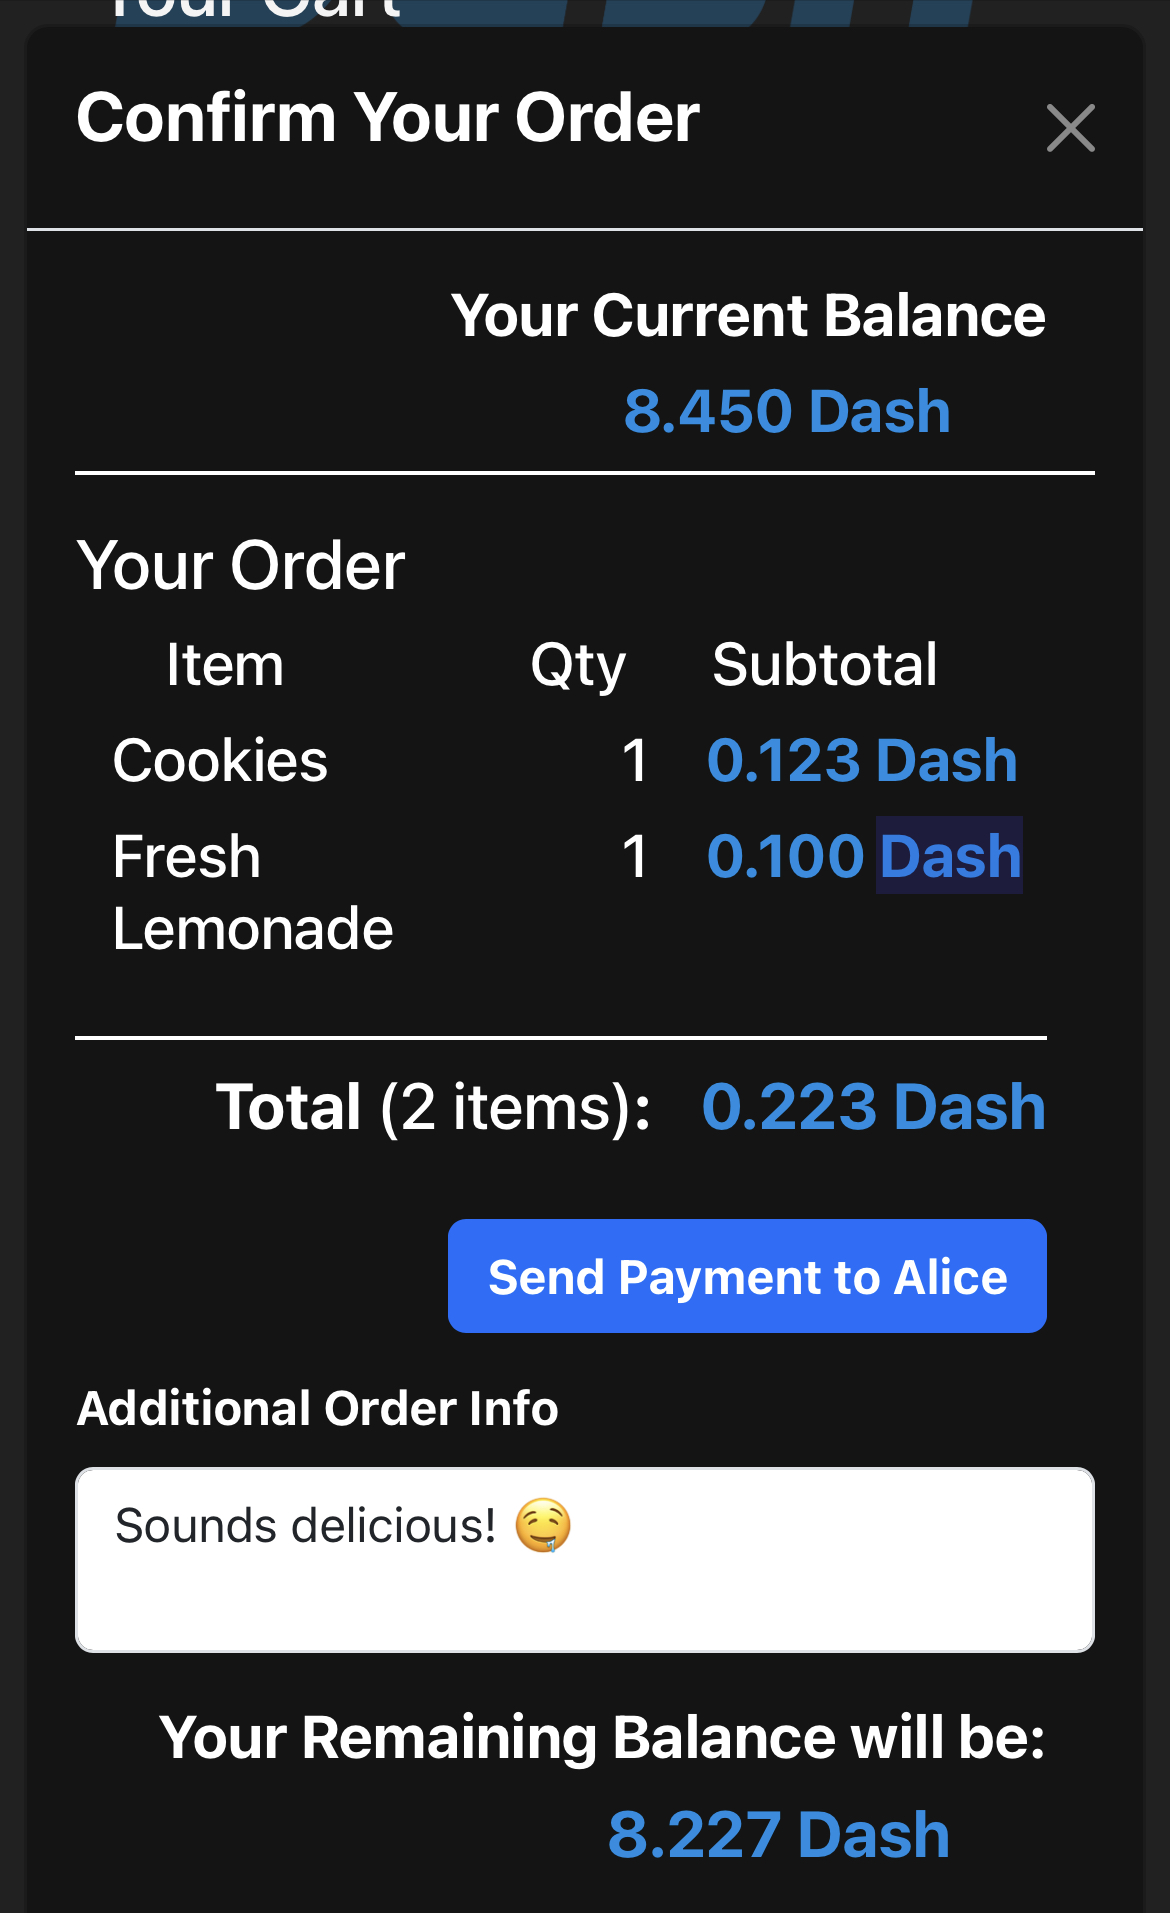 Your Cart
Confirm Your Order
Your Current Balance
8.450 Dash
Your Order
Item Qty Subtotal
Cookies 1 0.123 Dash
Fresh 1 0.100 Dash
Lemonade
Total (2 items): 0.223 Dash
Send Payment to Alice
Additional Order Info
Sounds delicious! 🤤
Your Remaining Balance will be:
8.227 Dash